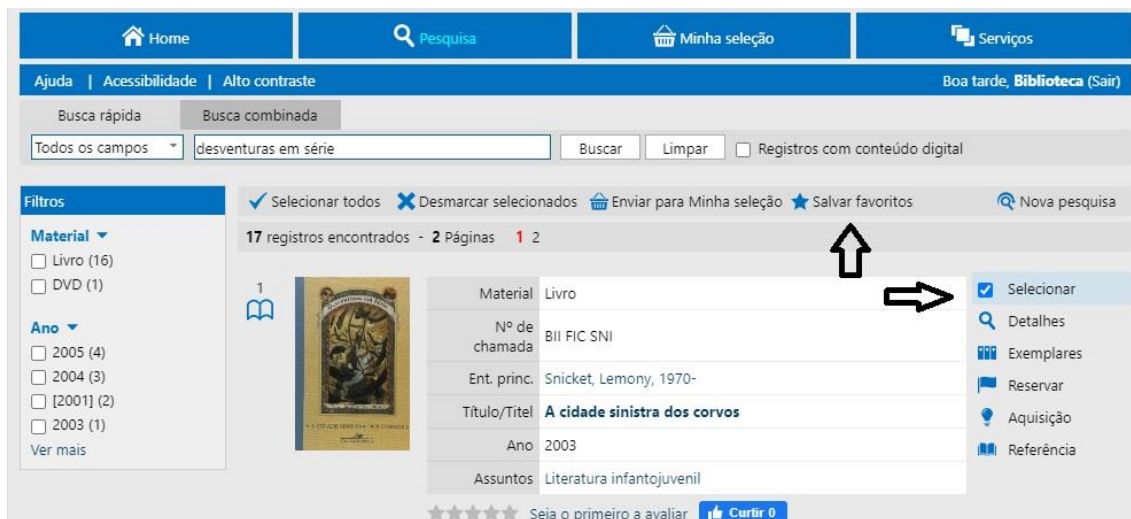 Home Pesquisa Minha seleção Serviços
Ajuda | Acessibilidade | Alto contraste Boa tarde, Biblioteca (Sair)
Busca rápida Busca combinada
Todos os campos desventuras em série Buscar Limpar Registros com conteúdo digital
Filtros
Material
Livro (16)
DVD (1)
Ano
2005 (4)
2004 (3)
[2001] (2)
2003 (1)
Ver mais
Selecionar todos Desmarcar selecionados Enviar para Minha seleção Salvar favoritos Nova pesquisa
17 registros encontrados - 2 Páginas 1 2
1
Material Livro
Nº de chamada BII FIC SNI
Ent. princ. Snicket, Lemony, 1970-
Título/Titel A cidade sinistra dos corvos
Ano 2003
Assuntos Literatura infantojuvenil
Seja o primeiro a avaliar Curtir 0
Selecionar
Detalhes
Exemplares
Reservar
Aquisição
Referência